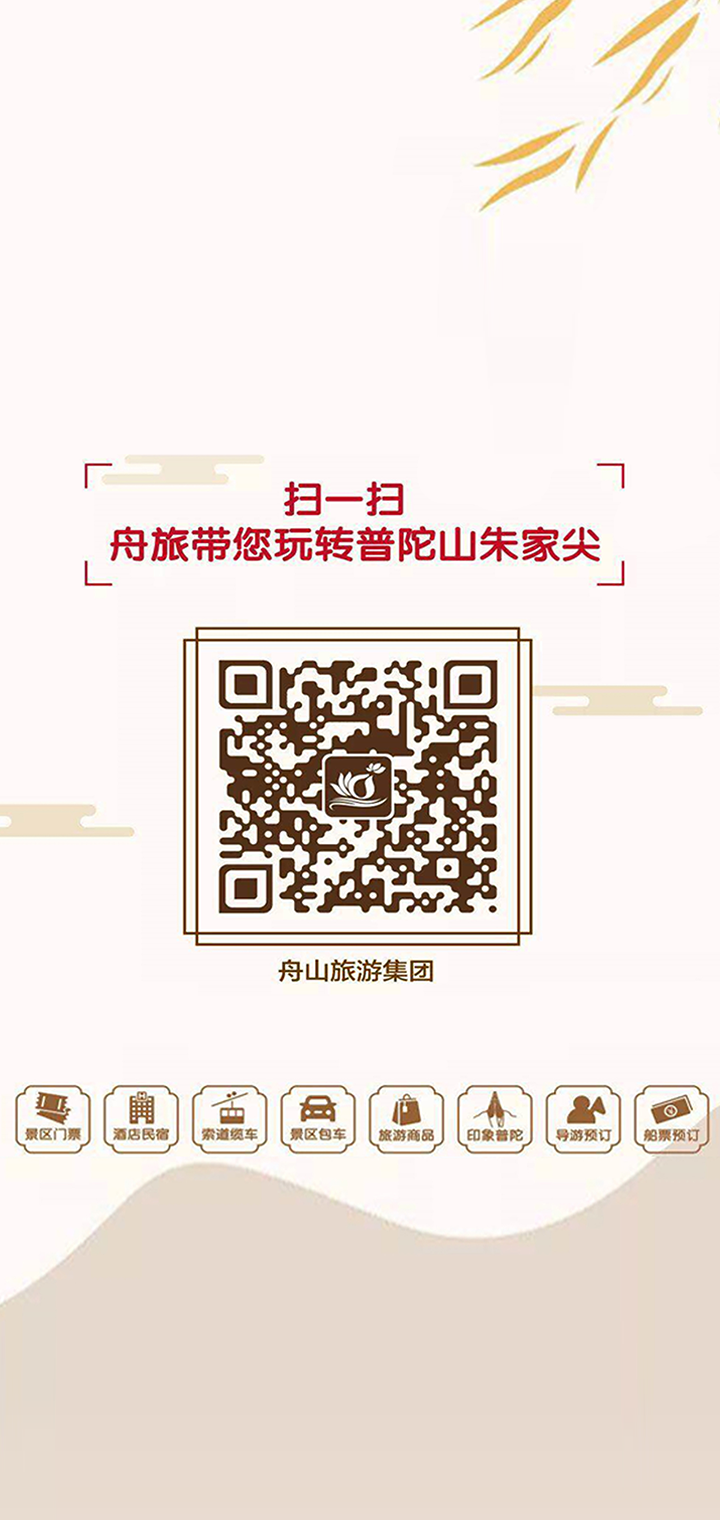 扫一扫
舟旅带您玩转普陀山朱家尖
舟山旅游集团
景区门票
酒店民宿
索道缆车
景区包车
旅游商品
印象普陀
导游预订
船票预订